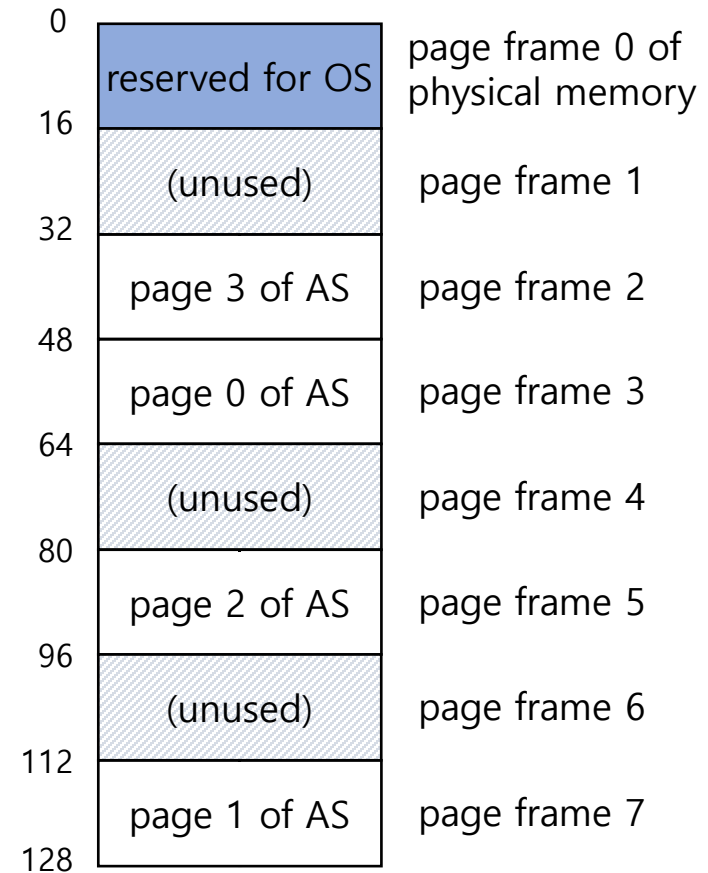 0
reserved for OS
page frame 0 of
physical memory
16
(unused)
page frame 1
32
page 3 of AS
page frame 2
48
page 0 of AS
page frame 3
64
(unused)
page frame 4
80
page 2 of AS
page frame 5
96
(unused)
page frame 6
112
page 1 of AS
page frame 7
128